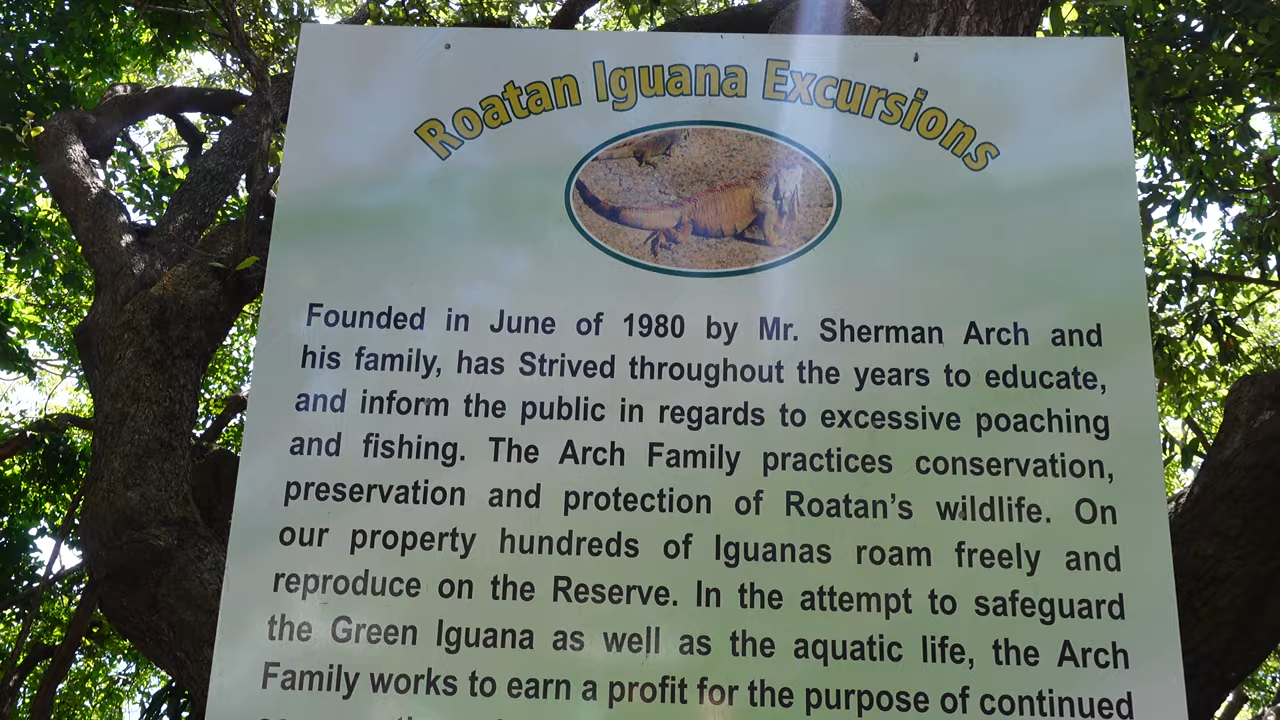 Roatan Iguana Excursions
Founded in June of 1980 by Mr. Sherman Arch and
his family, has Strived throughout the years to educate,
and inform the public in regards to excessive poaching
and fishing. The Arch Family practices conservation,
preservation and protection of Roatan's wildlife. On
our property hundreds of Iguanas roam freely and
reproduce on the Reserve. In the attempt to safeguard
the Green Iguana as well as the aquatic life, the Arch
Family works to earn a profit for the purpose of continued